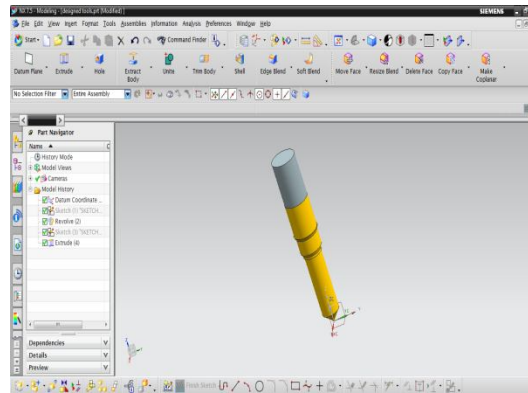 NX 7.5 - Modeling - [designed tools.prt (Modified)]
SIEMENS
File Edit View Insert Format Tools Assemblies Information Analysis Preferences Window Help
Start Command Finder
Datum Plane Extrude Hole Extract Body Unite Trim Body Shell Edge Blend Soft Blend Move Face Resize Blend Delete Face Copy Face Make Coplanar
No Selection Filter Entire Assembly
Part Navigator
Name
History Mode
Model Views
Cameras
Model History
Datum Coordinate ...
Sketch (1) "SKETCH...
Revolve (2)
Sketch (3) "SKETCH...
Extrude (4)
Dependencies
Details
Preview
Finish Sketch